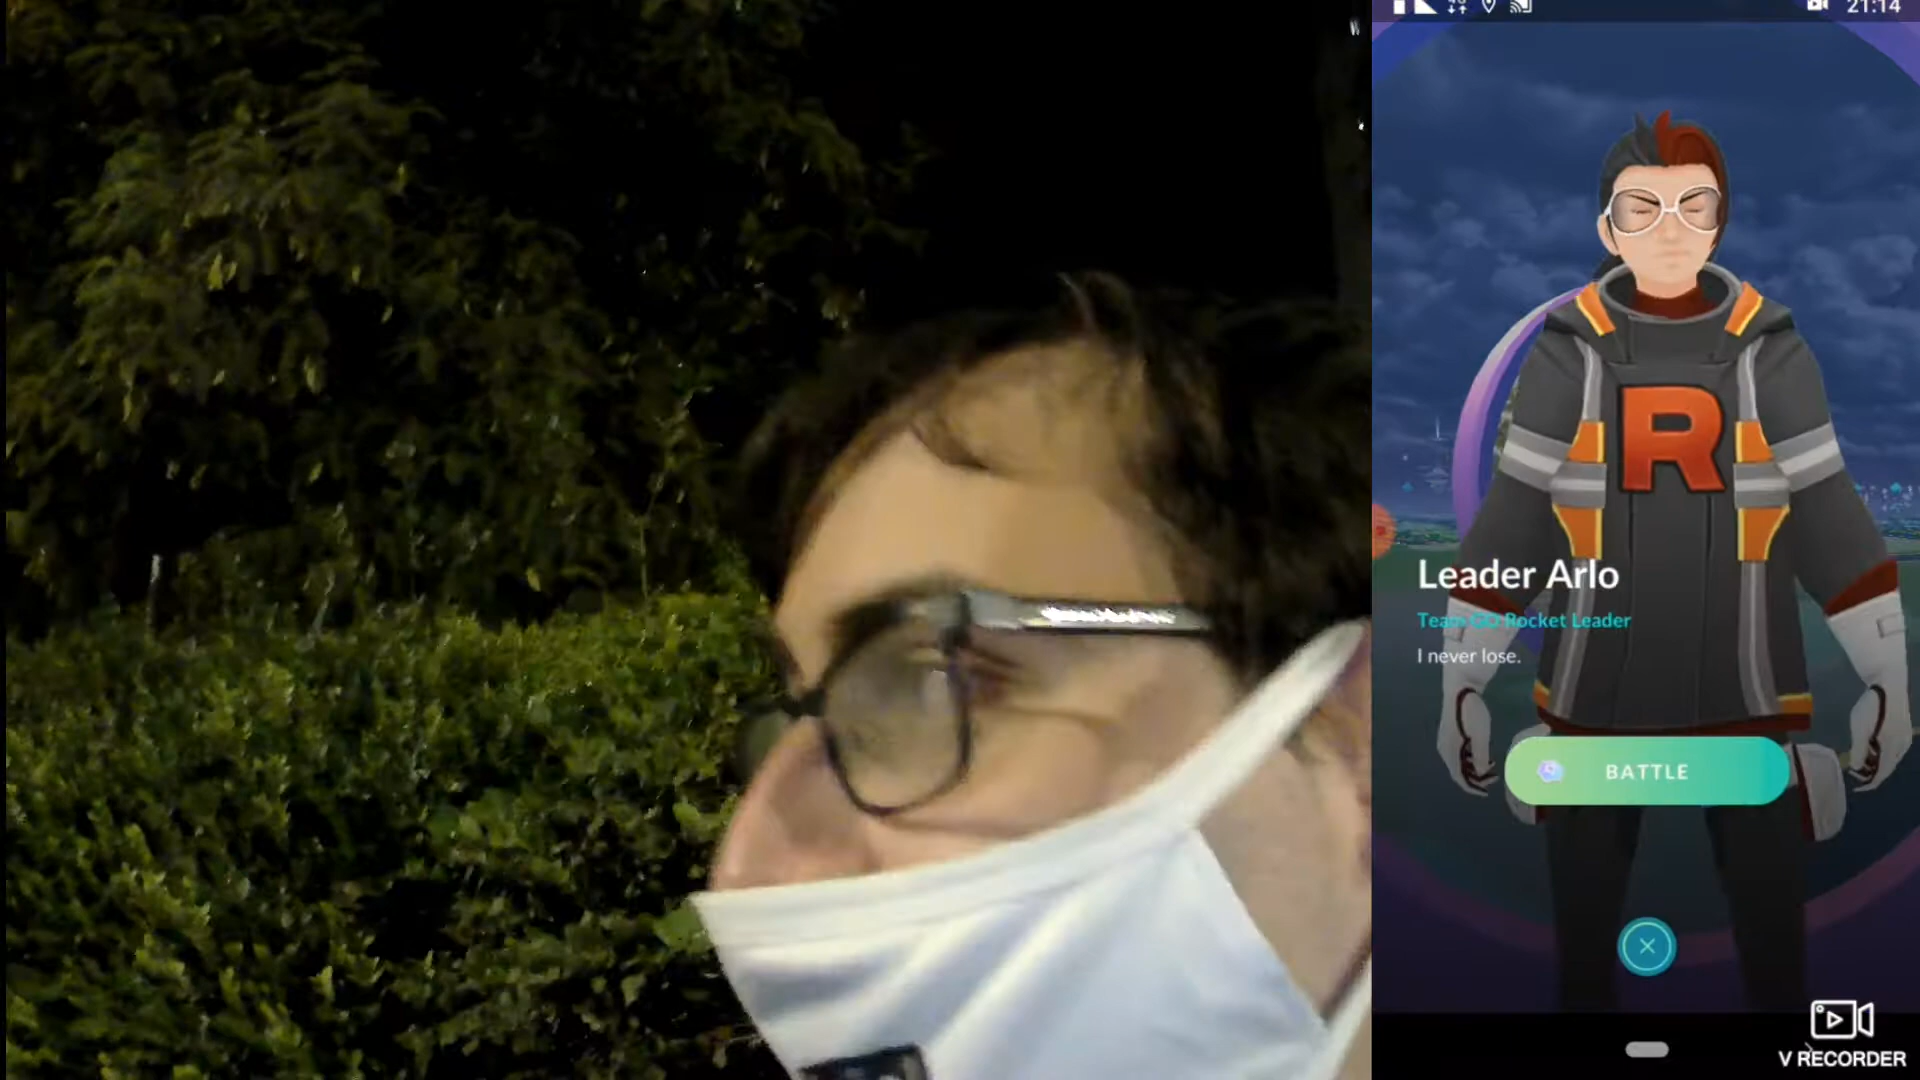 21:14
R
Leader Arlo
Team GO Rocket Leader
I never lose.
BATTLE
V RECORDER